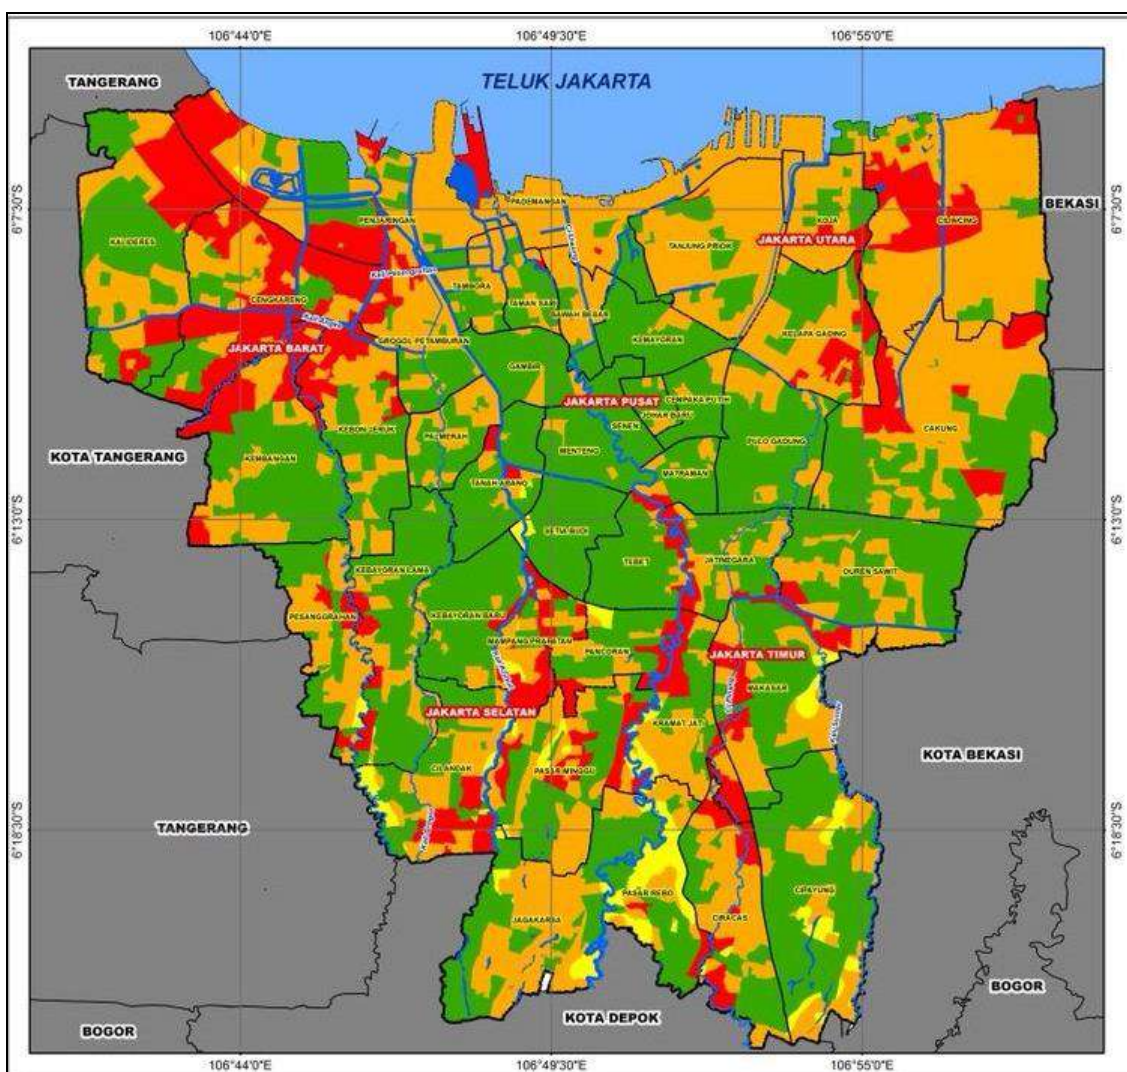 106°44'0"E
106°49'30"E
106°55'0"E
TANGERANG
TELUK JAKARTA
6°7'30"S
6°7'30"S
BEKASI
PADEMANGAN
PENJARINGAN
KOJA
CILINCING
KALIDERES
TANJUNG PRIOK
JAKARTA UTARA
Kali Pesanggrahan
TAMBORA
CENGKARENG
TAMAN SARI
SAWAH BESAR
Kali Angke
GROGOL PETAMBURAN
KEMAYORAN
KELAPA GADING
JAKARTA BARAT
GAMBIR
JAKARTA PUSAT
CEMPAKA PUTIH
JOHAR BARU
SENEN
CAKUNG
KEBON JERUK
PALMERAH
PULO GADUNG
KOTA TANGERANG
KEMBANGAN
MENTENG
MATRAMAN
TANAH ABANG
6°13'0"S
6°13'0"S
SETIA BUDI
TEBET
JATINEGARA
DUREN SAWIT
KEBAYORAN LAMA
PESANGGRAHAN
KEBAYORAN BARU
MAMPANG PRAPATAN
PANCORAN
JAKARTA TIMUR
MAKASAR
JAKARTA SELATAN
KRAMAT JATI
KOTA BEKASI
CILANDAK
PASAR MINGGU
TANGERANG
6°18'30"S
6°18'30"S
PASAR REBO
CIPAYUNG
JAGAKARSA
CIRACAS
BOGOR
KOTA DEPOK
BOGOR
106°44'0"E
106°49'30"E
106°55'0"E